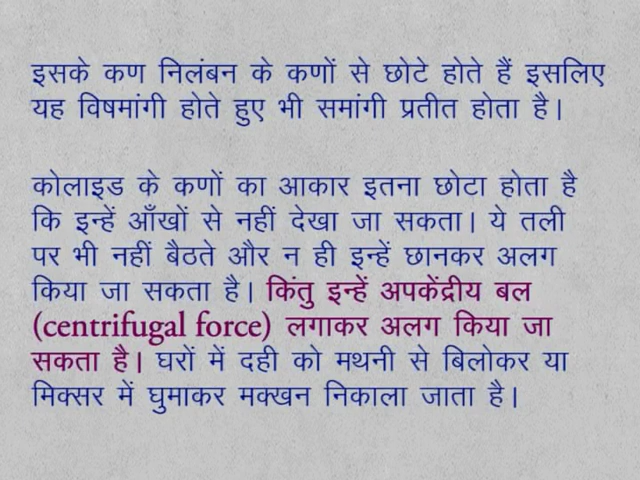 इसके कण निलंबन के कणों से छोटे होते हैं इसलिए
यह विषमांगी होते हुए भी समांगी प्रतीत होता है।
कोलाइड के कणों का आकार इतना छोटा होता है
कि इन्हें आँखों से नहीं देखा जा सकता। ये तली
पर भी नहीं बैठते और न ही इन्हें छानकर अलग
किया जा सकता है। किंतु इन्हें अपकेंद्रीय बल
(centrifugal force) लगाकर अलग किया जा
सकता है। घरों में दही को मथनी से बिलोकर या
मिक्सर में घुमाकर मक्खन निकाला जाता है।